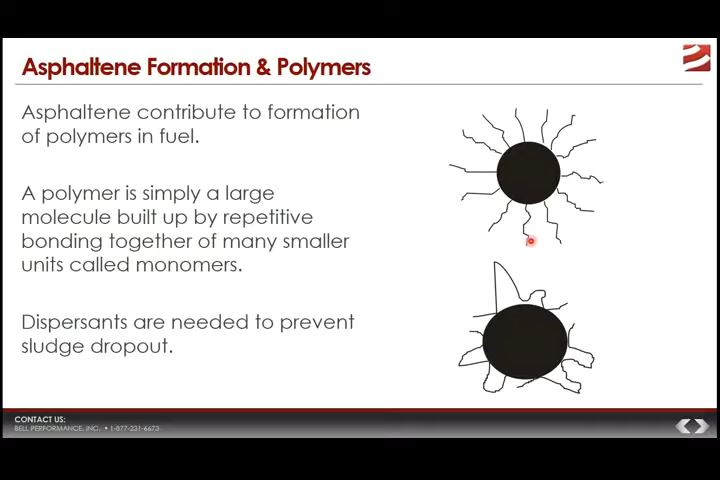 Asphaltene Formation & Polymers
Asphaltene contribute to formation
of polymers in fuel.
A polymer is simply a large
molecule built up by repetitive
bonding together of many smaller
units called monomers.
Dispersants are needed to prevent
sludge dropout.
CONTACT US:
BELL PERFORMANCE, INC. • 1-877-231-6673